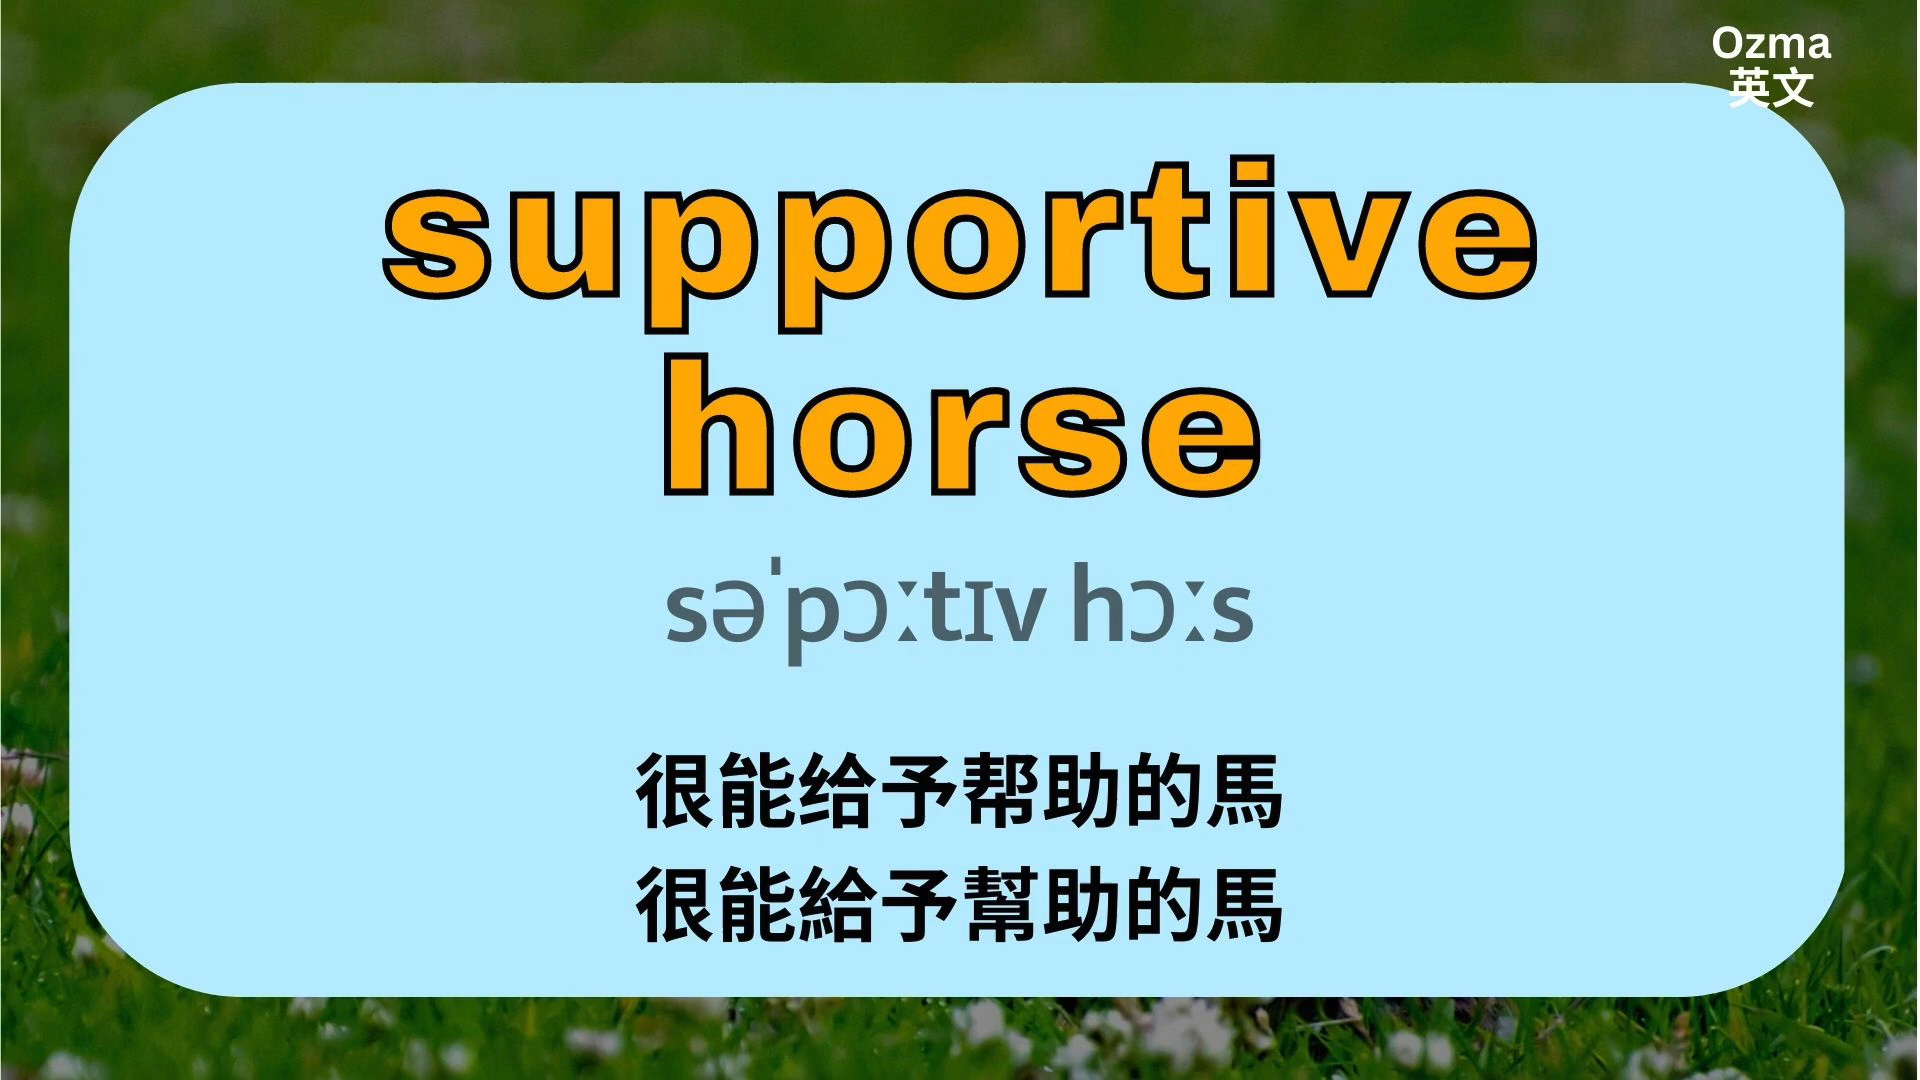 Ozma
英文
supportive
horse
səˈpɔːtɪv hɔːs
很能给予帮助的馬
很能給予幫助的馬